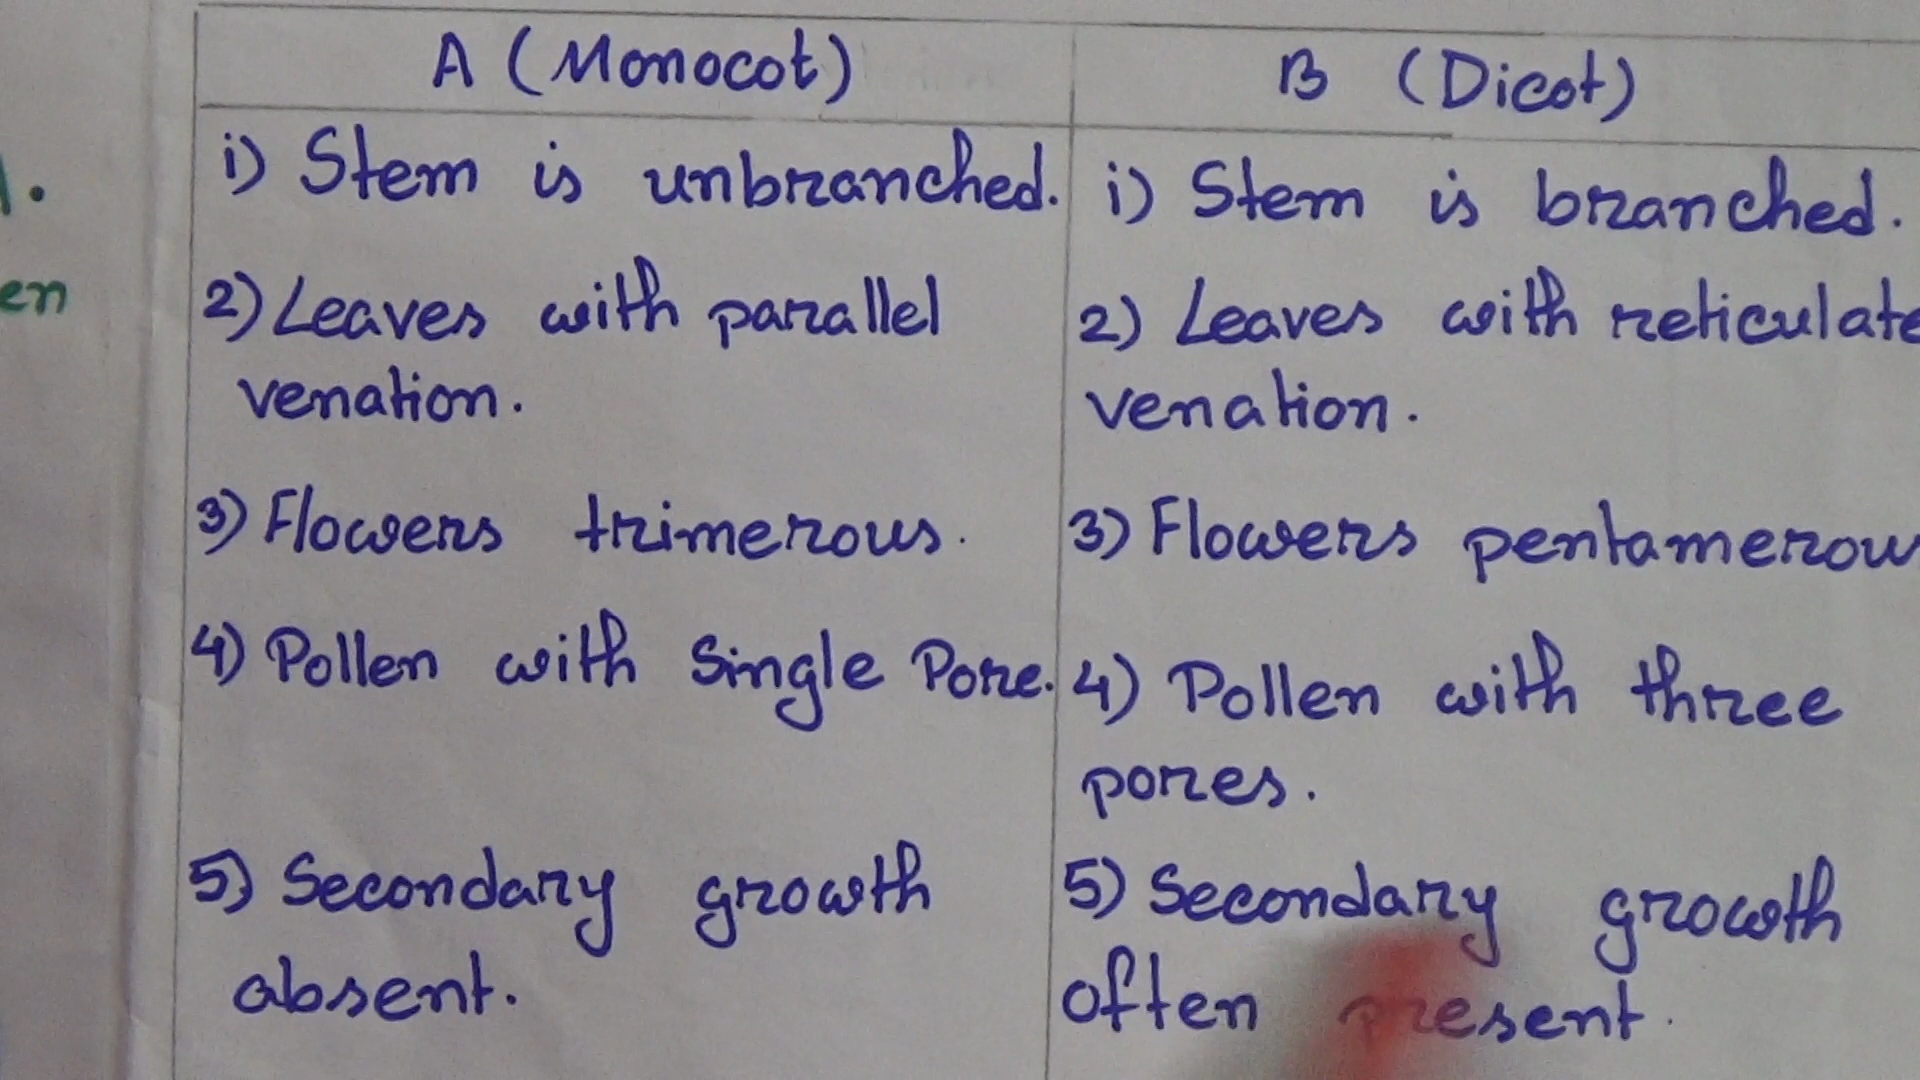 A (Monocot)
B (Dicot)
1.
en
i) Stem is unbranched.
2) Leaves with parallel
venation.
3) Flowers trimerous.
4) Pollen with Single Pore.
5) Secondary growth
absent.
i) Stem is branched.
2) Leaves with reticulate
venation.
3) Flowers pentamerous
4) Pollen with three
pores.
5) Secondary growth
often present.